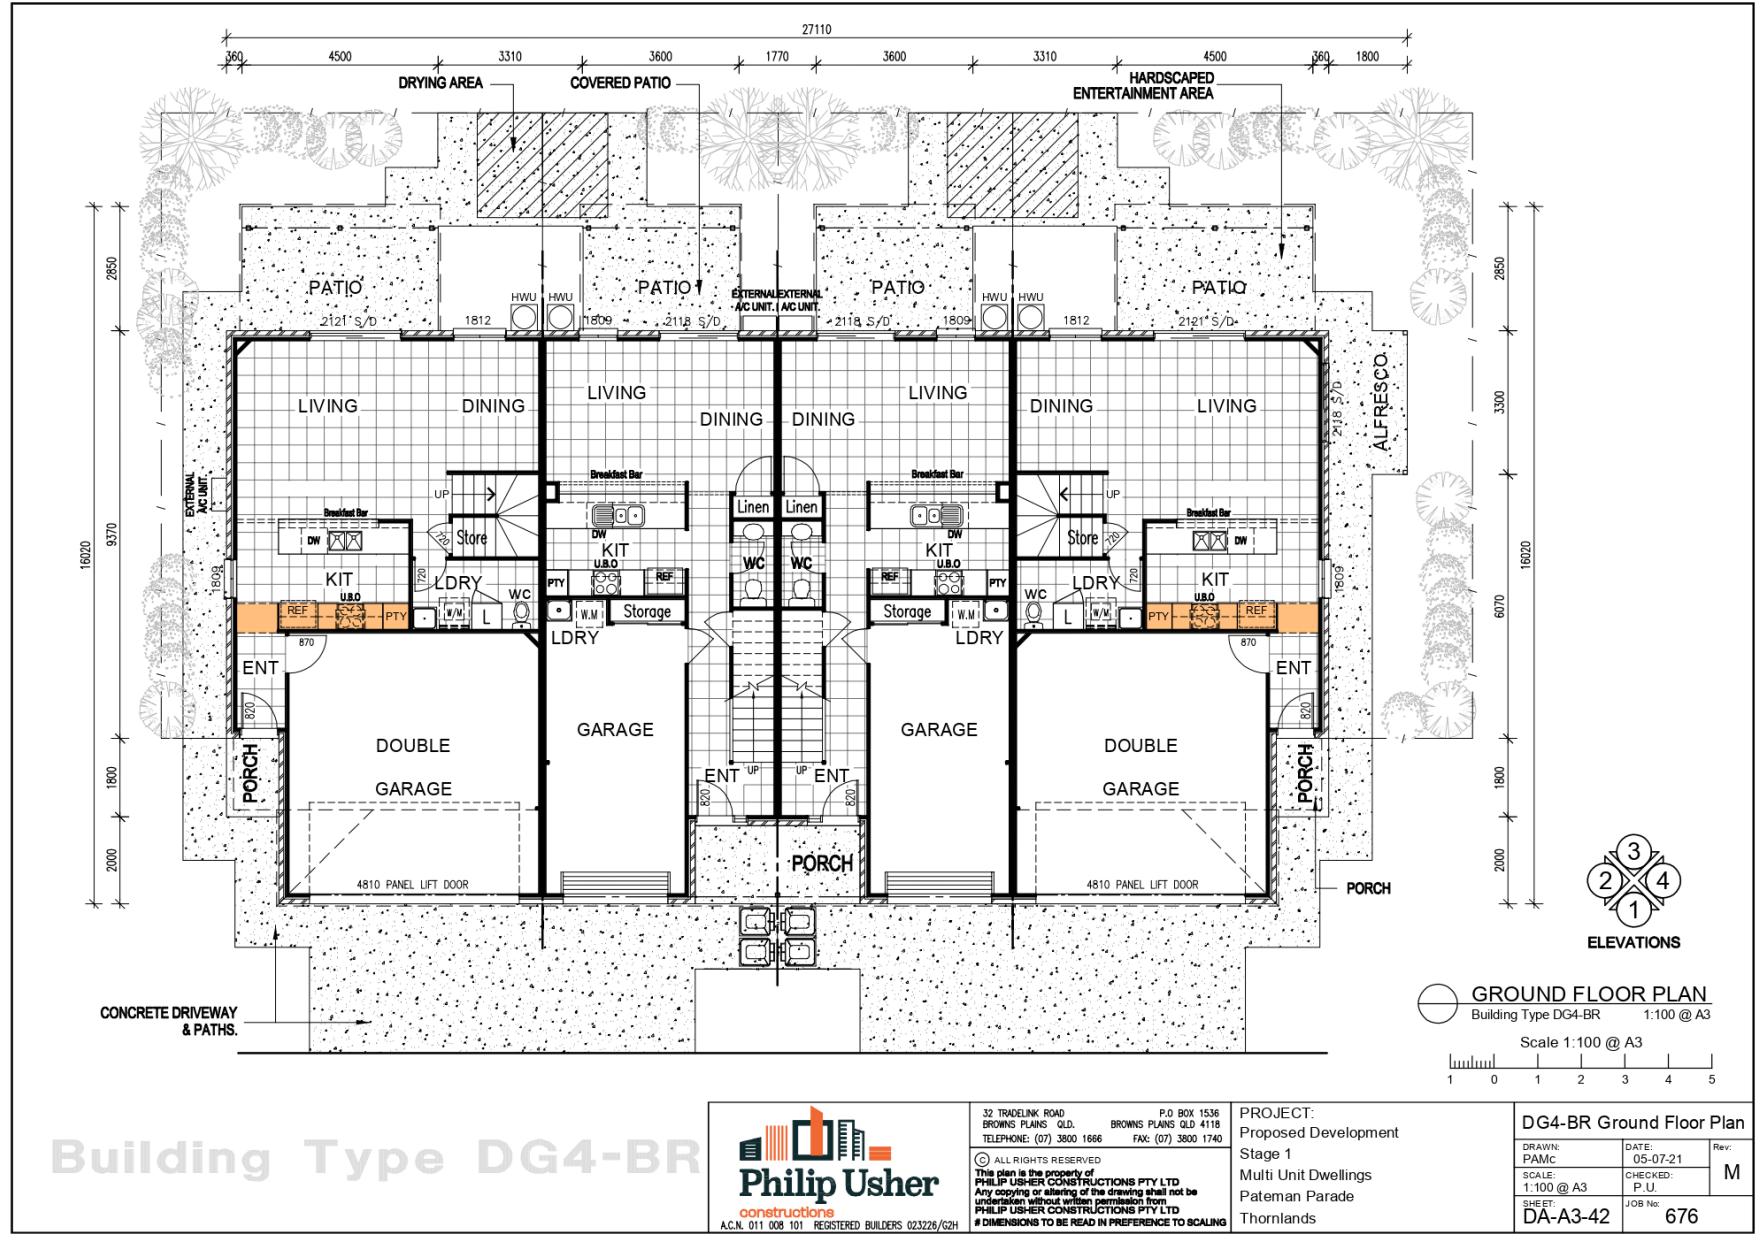 27110
360 4500 3310 3600 1770 3600 3310 4500 360 1800
DRYING AREA
COVERED PATIO
HARDSCAPED
ENTERTAINMENT AREA
2850
9370
16020
1800
2000
2850
3300
6070
16020
1800
2000
PATIO
PATIO
PATIO
PATIO
HWU HWU
HWU HWU
EXTERNAL EXTERNAL
A/C UNIT. A/C UNIT.
2121 S/D 1812 1809 2118 S/D
2118 S/D 1809 1812 2121 S/D
LIVING DINING
LIVING
DINING
LIVING
DINING
DINING LIVING
2118 S/D
ALFRESCO
EXTERNAL
A/C UNIT.
1809
1809
Breakfast Bar
Breakfast Bar
Breakfast Bar
Breakfast Bar
UP
UP
Linen Linen
Store
720
Store
720
DW
DW
DW
DW
KIT
U.B.O
KIT
U.B.O
KIT
U.B.O
KIT
U.B.O
WC WC
720
LDRY
WC
LDRY
720
WC
REF PTY
W/M L
PTY REF
REF PTY
L W/M
PTY REF
W.M Storage
LDRY
Storage W.M
LDRY
870
870
ENT
820
ENT
820
DOUBLE
GARAGE
GARAGE
GARAGE
DOUBLE
GARAGE
UP UP
ENT ENT
820 820
PORCH
PORCH
PORCH
PORCH
4810 PANEL LIFT DOOR
4810 PANEL LIFT DOOR
CONCRETE DRIVEWAY
& PATHS.
3
2 4
1
ELEVATIONS
GROUND FLOOR PLAN
Building Type DG4-BR 1:100 @ A3
Scale 1:100 @ A3
1 0 1 2 3 4 5
Building Type DG4-BR
Philip Usher
constructions
A.C.N. 011 008 101 REGISTERED BUILDERS 023226/G2H
32 TRADELINK ROAD P.O BOX 1536
BROWNS PLAINS QLD. BROWNS PLAINS QLD 4118
TELEPHONE: (07) 3800 1666 FAX: (07) 3800 1740
© ALL RIGHTS RESERVED
This plan is the property of
PHILIP USHER CONSTRUCTIONS PTY LTD
Any copying or altering of the drawing shall not be
undertaken without written permission from
PHILIP USHER CONSTRUCTIONS PTY LTD
# DIMENSIONS TO BE READ IN PREFERENCE TO SCALING
PROJECT:
Proposed Development
Stage 1
Multi Unit Dwellings
Pateman Parade
Thornlands
DG4-BR Ground Floor Plan
DRAWN:
PAMc
DATE:
05-07-21
Rev:
M
SCALE:
1:100 @ A3
CHECKED:
P.U.
SHEET:
DA-A3-42
JOB No:
676